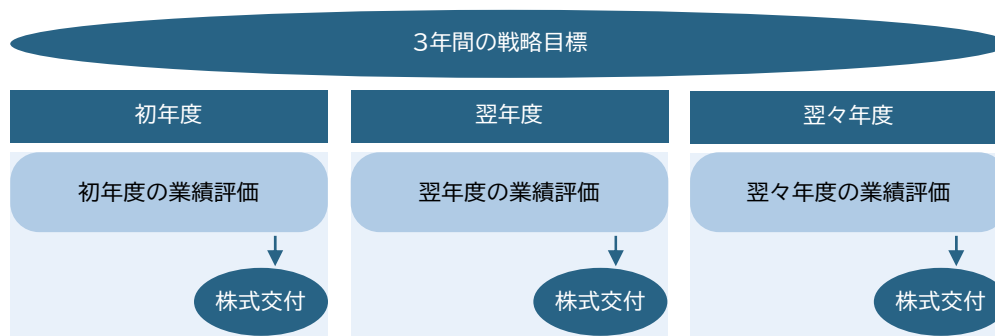 3年間の戦略目標
初年度
翌年度
翌々年度
初年度の業績評価
翌年度の業績評価
翌々年度の業績評価
株式交付
株式交付
株式交付